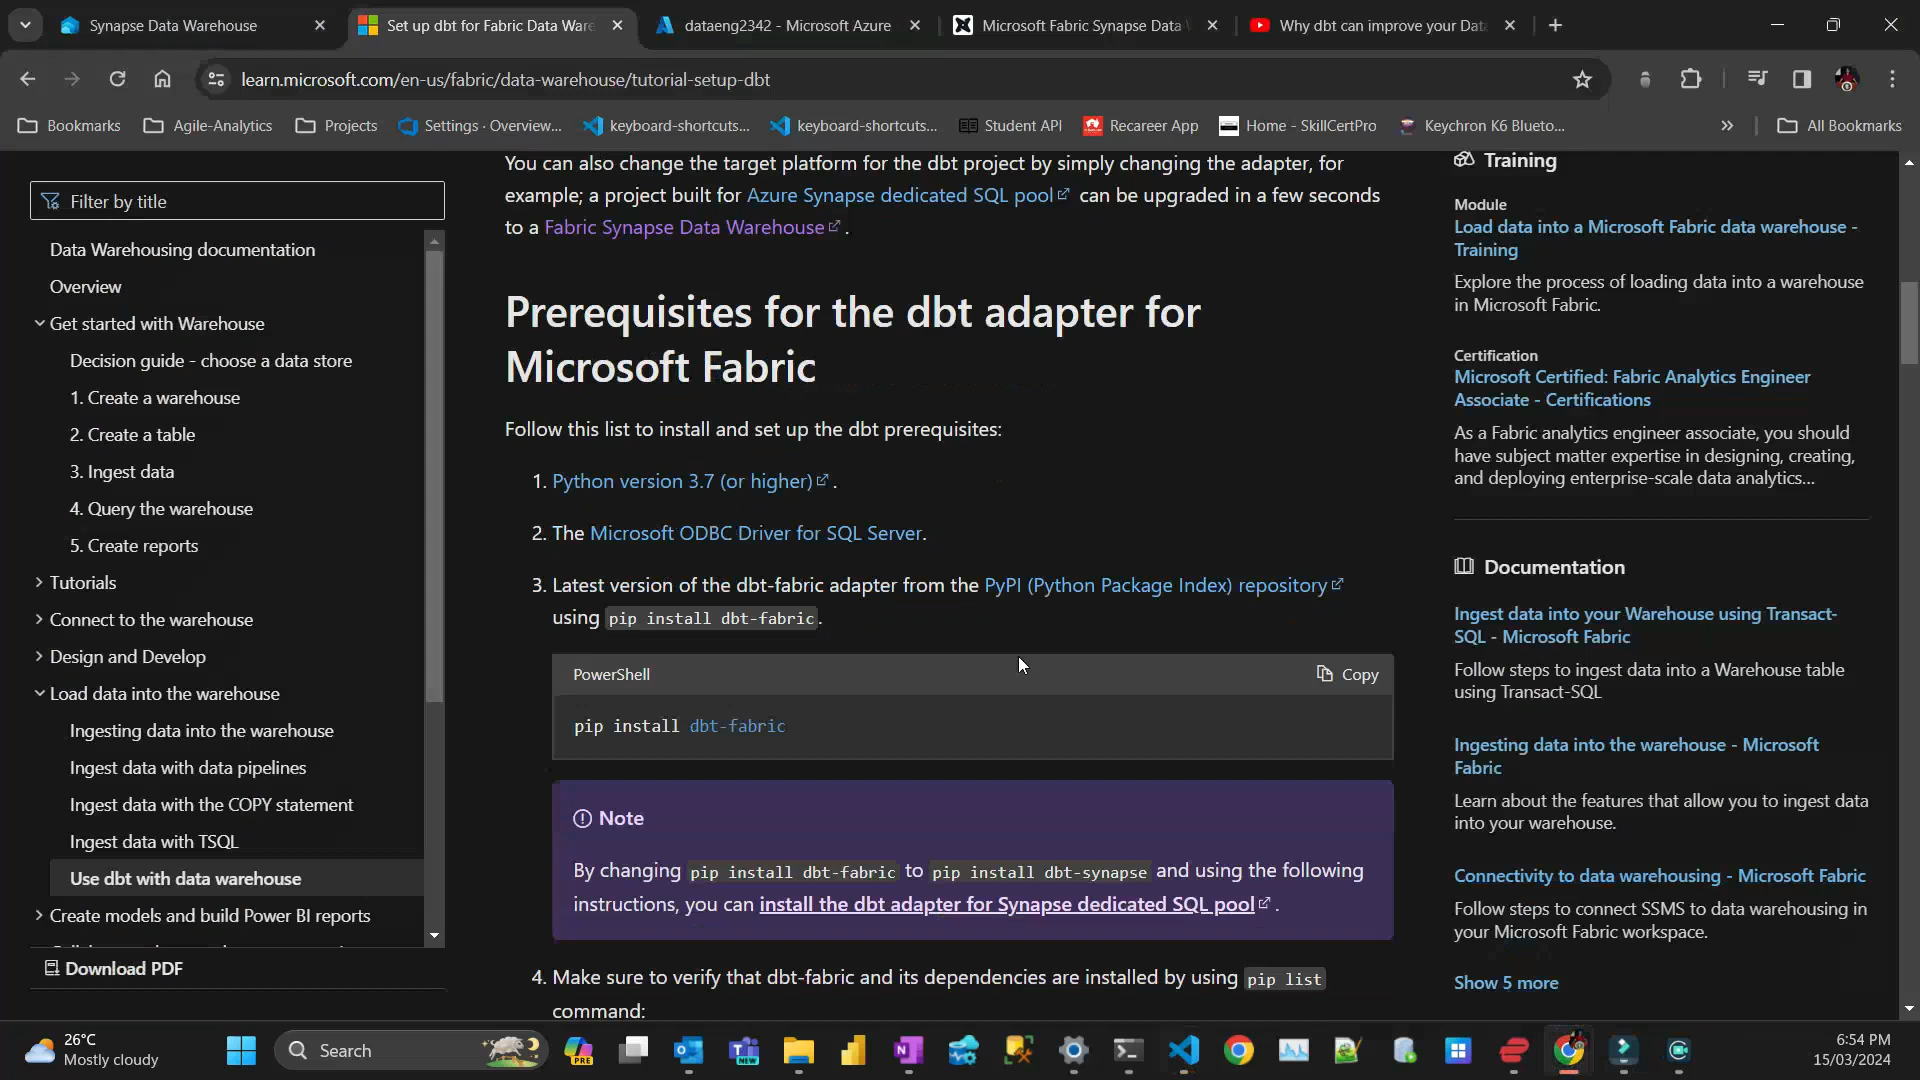 Synapse Data Warehouse
Set up dbt for Fabric Data Ware
dataeng2342 - Microsoft Azure
Microsoft Fabric Synapse Data
Why dbt can improve your Data
learn.microsoft.com/en-us/fabric/data-warehouse/tutorial-setup-dbt
Bookmarks
Agile-Analytics
Projects
Settings · Overview...
keyboard-shortcuts...
keyboard-shortcuts...
Student API
Recareer App
Home - SkillCertPro
Keychron K6 Blueto...
All Bookmarks
Filter by title
Data Warehousing documentation
Overview
Get started with Warehouse
Decision guide - choose a data store
1. Create a warehouse
2. Create a table
3. Ingest data
4. Query the warehouse
5. Create reports
Tutorials
Connect to the warehouse
Design and Develop
Load data into the warehouse
Ingesting data into the warehouse
Ingest data with data pipelines
Ingest data with the COPY statement
Ingest data with TSQL
Use dbt with data warehouse
Create models and build Power BI reports
Download PDF
You can also change the target platform for the dbt project by simply changing the adapter, for
example; a project built for Azure Synapse dedicated SQL pool can be upgraded in a few seconds
to a Fabric Synapse Data Warehouse.
Prerequisites for the dbt adapter for
Microsoft Fabric
Follow this list to install and set up the dbt prerequisites:
1. Python version 3.7 (or higher).
2. The Microsoft ODBC Driver for SQL Server.
3. Latest version of the dbt-fabric adapter from the PyPI (Python Package Index) repository
using pip install dbt-fabric.
PowerShell
Copy
pip install dbt-fabric
Note
By changing pip install dbt-fabric to pip install dbt-synapse and using the following
instructions, you can install the dbt adapter for Synapse dedicated SQL pool.
4. Make sure to verify that dbt-fabric and its dependencies are installed by using pip list
command:
Training
Module
Load data into a Microsoft Fabric data warehouse -
Training
Explore the process of loading data into a warehouse
in Microsoft Fabric.
Certification
Microsoft Certified: Fabric Analytics Engineer
Associate - Certifications
As a Fabric analytics engineer associate, you should
have subject matter expertise in designing, creating,
and deploying enterprise-scale data analytics...
Documentation
Ingest data into your Warehouse using Transact-
SQL - Microsoft Fabric
Follow steps to ingest data into a Warehouse table
using Transact-SQL
Ingesting data into the warehouse - Microsoft
Fabric
Learn about the features that allow you to ingest data
into your warehouse.
Connectivity to data warehousing - Microsoft Fabric
Follow steps to connect SSMS to data warehousing in
your Microsoft Fabric workspace.
Show 5 more
26°C
Mostly cloudy
Search
PRE
NEW
6:54 PM
15/03/2024